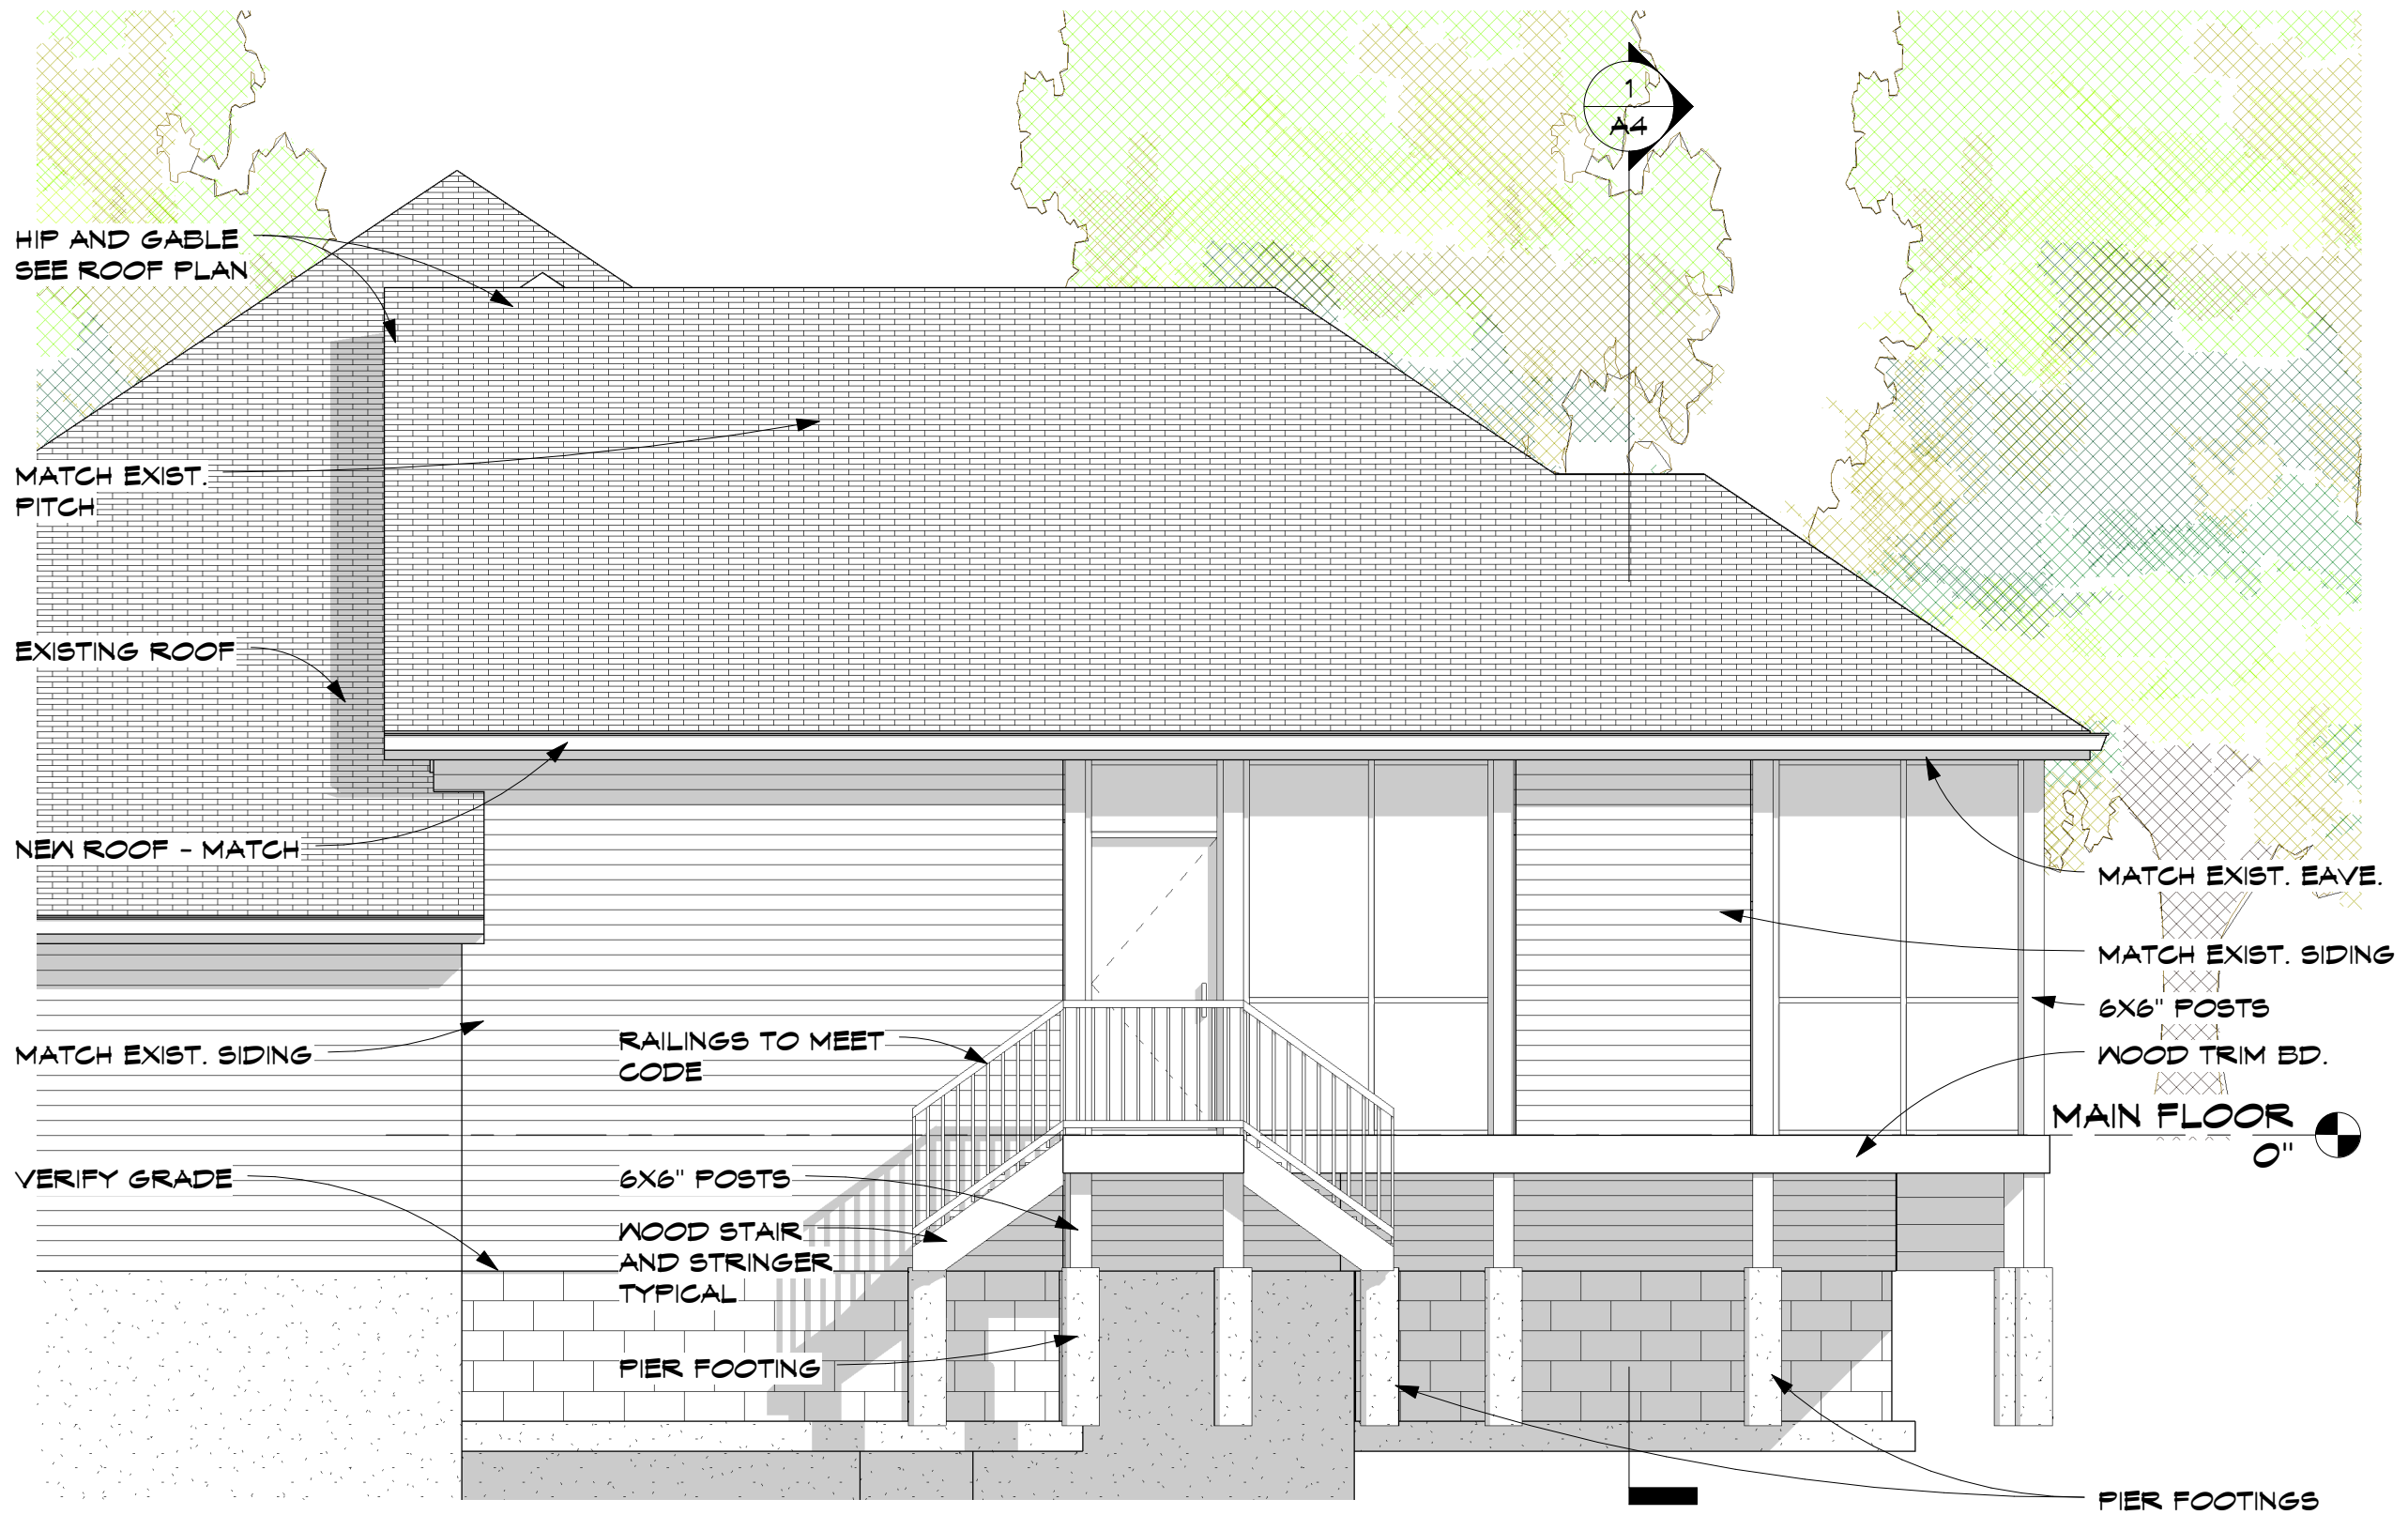 1
A4
HIP AND GABLE
SEE ROOF PLAN
MATCH EXIST.
PITCH
EXISTING ROOF
NEW ROOF - MATCH
MATCH EXIST. SIDING
VERIFY GRADE
RAILINGS TO MEET
CODE
6X6" POSTS
WOOD STAIR
AND STRINGER
TYPICAL
PIER FOOTING
MATCH EXIST. EAVE.
MATCH EXIST. SIDING
6X6" POSTS
WOOD TRIM BD.
MAIN FLOOR
0"
PIER FOOTINGS